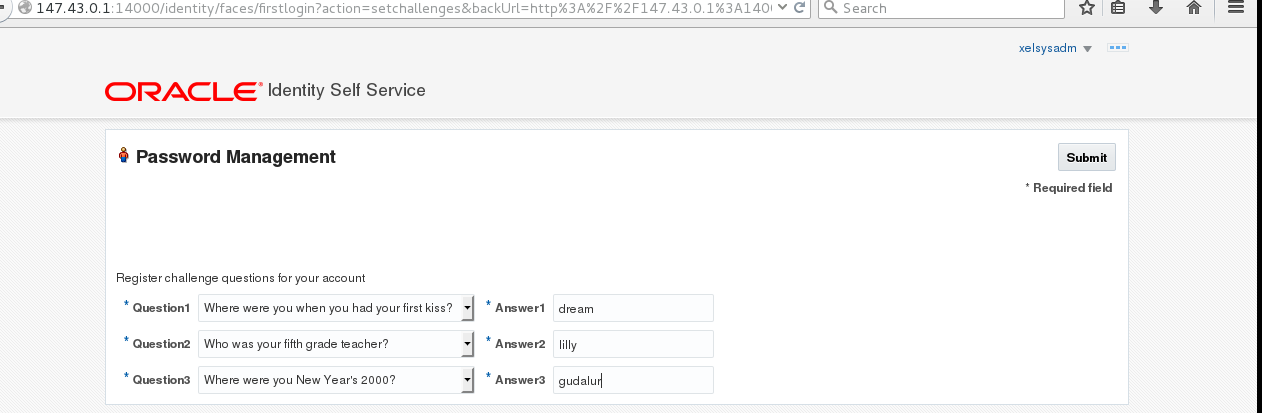 147.43.0.1:14000/identity/faces/firstlogin?action=setchallenges&backUrl=http%3A%2F%2F147.43.0.1%3A140 Search
xelsysadm
ORACLE® Identity Self Service
Password Management Submit
* Required field
Register challenge questions for your account
* Question1 Where were you when you had your first kiss? * Answer1 dream
* Question2 Who was your fifth grade teacher? * Answer2 lilly
* Question3 Where were you New Year's 2000? * Answer3 gudalur